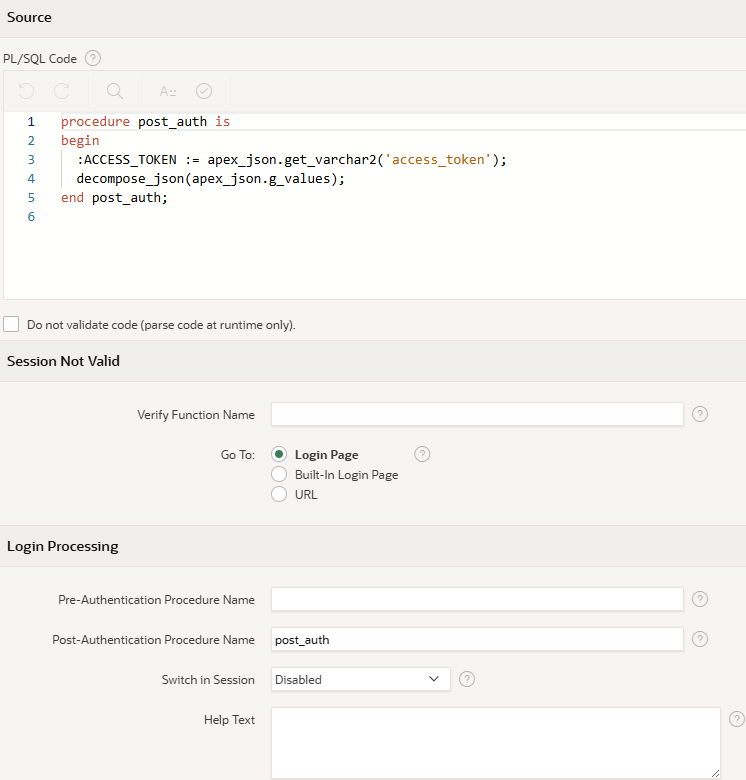 Source
PL/SQL Code ?
A::
1 procedure post_auth is
2 begin
3 :ACCESS_TOKEN := apex_json.get_varchar2('access_token');
4 decompose_json(apex_json.g_values);
5 end post_auth;
6
Do not validate code (parse code at runtime only).
Session Not Valid
Verify Function Name ?
Go To: Login Page ?
Built-In Login Page
URL
Login Processing
Pre-Authentication Procedure Name ?
Post-Authentication Procedure Name post_auth ?
Switch in Session Disabled ?
Help Text ?